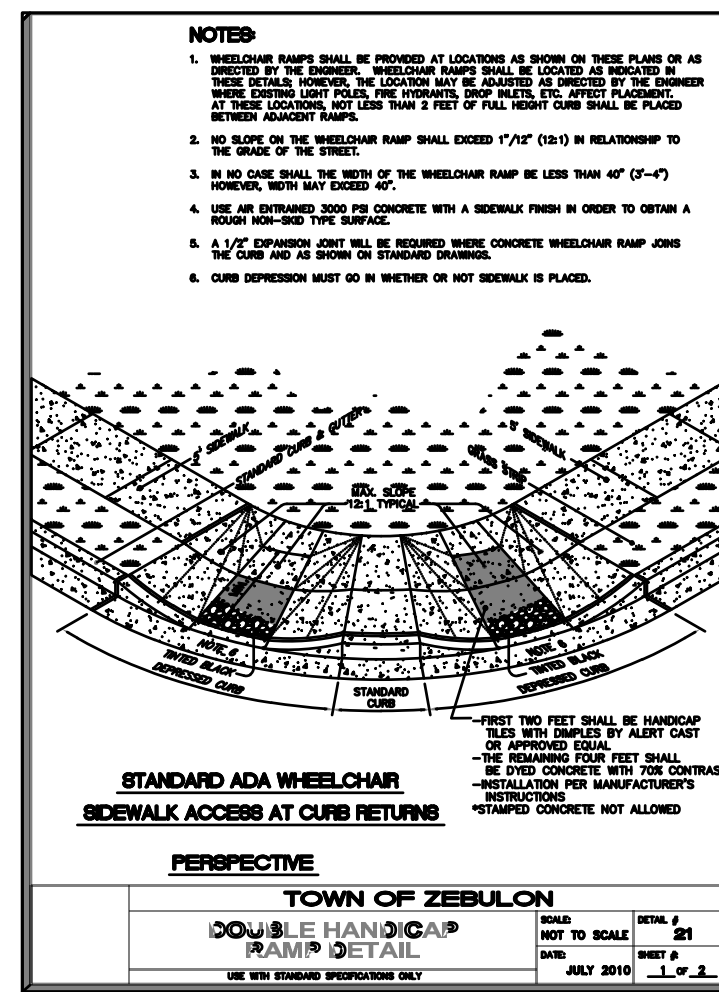 NOTES:
1. WHEELCHAIR RAMPS SHALL BE PROVIDED AT LOCATIONS AS SHOWN ON THESE PLANS OR AS
DIRECTED BY THE ENGINEER. WHEELCHAIR RAMPS SHALL BE LOCATED AS INDICATED IN
THESE DETAILS; HOWEVER, THE LOCATION MAY BE ADJUSTED AS DIRECTED BY THE ENGINEER
WHERE EXISTING LIGHT POLES, FIRE HYDRANTS, DROP INLETS, ETC. AFFECT PLACEMENT.
AT THESE LOCATIONS, NOT LESS THAN 2 FEET OF FULL HEIGHT CURB SHALL BE PLACED
BETWEEN ADJACENT RAMPS.
2. NO SLOPE ON THE WHEELCHAIR RAMP SHALL EXCEED 1"/12" (12:1) IN RELATIONSHIP TO
THE GRADE OF THE STREET.
3. IN NO CASE SHALL THE WIDTH OF THE WHEELCHAIR RAMP BE LESS THAN 40" (3'-4")
HOWEVER, WIDTH MAY EXCEED 40".
4. USE AIR ENTRAINED 3000 PSI CONCRETE WITH A SIDEWALK FINISH IN ORDER TO OBTAIN A
ROUGH NON-SKID TYPE SURFACE.
5. A 1/2" EXPANSION JOINT WILL BE REQUIRED WHERE CONCRETE WHEELCHAIR RAMP JOINS
THE CURB AND AS SHOWN ON STANDARD DRAWINGS.
6. CURB DEPRESSION MUST GO IN WHETHER OR NOT SIDEWALK IS PLACED.
5' SIDEWALK
STANDARD CURB & GUTTER
GRASS STRIP
5' SIDEWALK
MAX. SLOPE
12:1 TYPICAL
NOTE 6
TINTED BLACK
DEPRESSED CURB
STANDARD
CURB
NOTE 6
TINTED BLACK
DEPRESSED CURB
-FIRST TWO FEET SHALL BE HANDICAP
TILES WITH DIMPLES BY ALERT CAST
OR APPROVED EQUAL
-THE REMAINING FOUR FEET SHALL
BE DYED CONCRETE WITH 70% CONTRAS
-INSTALLATION PER MANUFACTURER'S
INSTRUCTIONS
*STAMPED CONCRETE NOT ALLOWED
STANDARD ADA WHEELCHAIR
SIDEWALK ACCESS AT CURB RETURNS
PERSPECTIVE
TOWN OF ZEBULON
DOUBLE HANDICAP
RAMP DETAIL
USE WITH STANDARD SPECIFICATIONS ONLY
SCALE:
NOT TO SCALE
DETAIL #
21
DATE:
JULY 2010
SHEET #:
1 OF 2